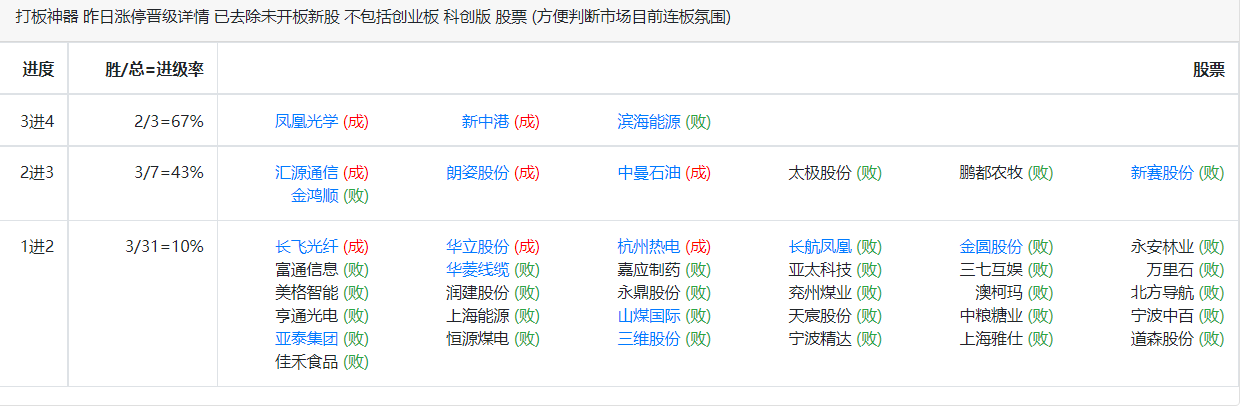 打板神器 昨日涨停晋级详情 已去除未开板新股 不包括创业板 科创版 股票 (方便判断市场目前连板氛围)
进度 胜/总=进级率 股票
3进4 2/3=67% 凤凰光学 (成) 新中港 (成) 滨海能源 (败)
2进3 3/7=43% 汇源通信 (成) 朗姿股份 (成) 中曼石油 (成) 太极股份 (败) 鹏都农牧 (败) 新赛股份 (败)
金鸿顺 (败)
1进2 3/31=10% 长飞光纤 (成) 华立股份 (成) 杭州热电 (成) 长航凤凰 (败) 金圆股份 (败) 永安林业 (败)
富通信息 (败) 华菱线缆 (败) 嘉应制药 (败) 亚太科技 (败) 三七互娱 (败) 万里石 (败)
美格智能 (败) 润建股份 (败) 永鼎股份 (败) 兖州煤业 (败) 澳柯玛 (败) 北方导航 (败)
亨通光电 (败) 上海能源 (败) 山煤国际 (败) 天宸股份 (败) 中粮糖业 (败) 宁波中百 (败)
亚泰集团 (败) 恒源煤电 (败) 三维股份 (败) 宁波精达 (败) 上海雅仕 (败) 道森股份 (败)
佳禾食品 (败)